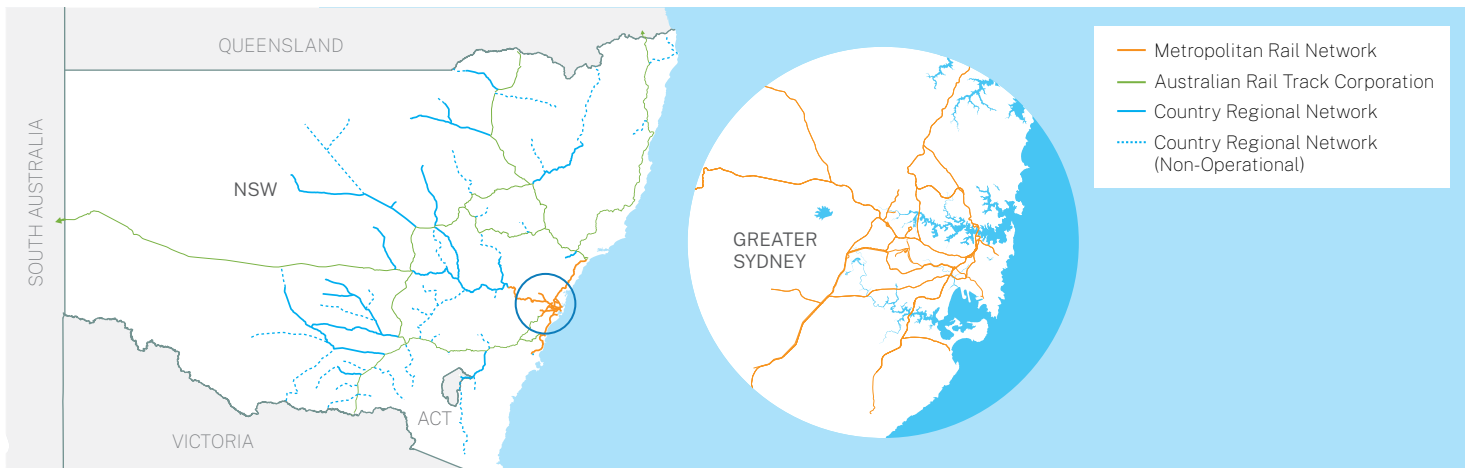 QUEENSLAND
SOUTH AUSTRALIA
NSW
ACT
VICTORIA
GREATER
SYDNEY
Metropolitan Rail Network
Australian Rail Track Corporation
Country Regional Network
Country Regional Network
(Non-Operational)